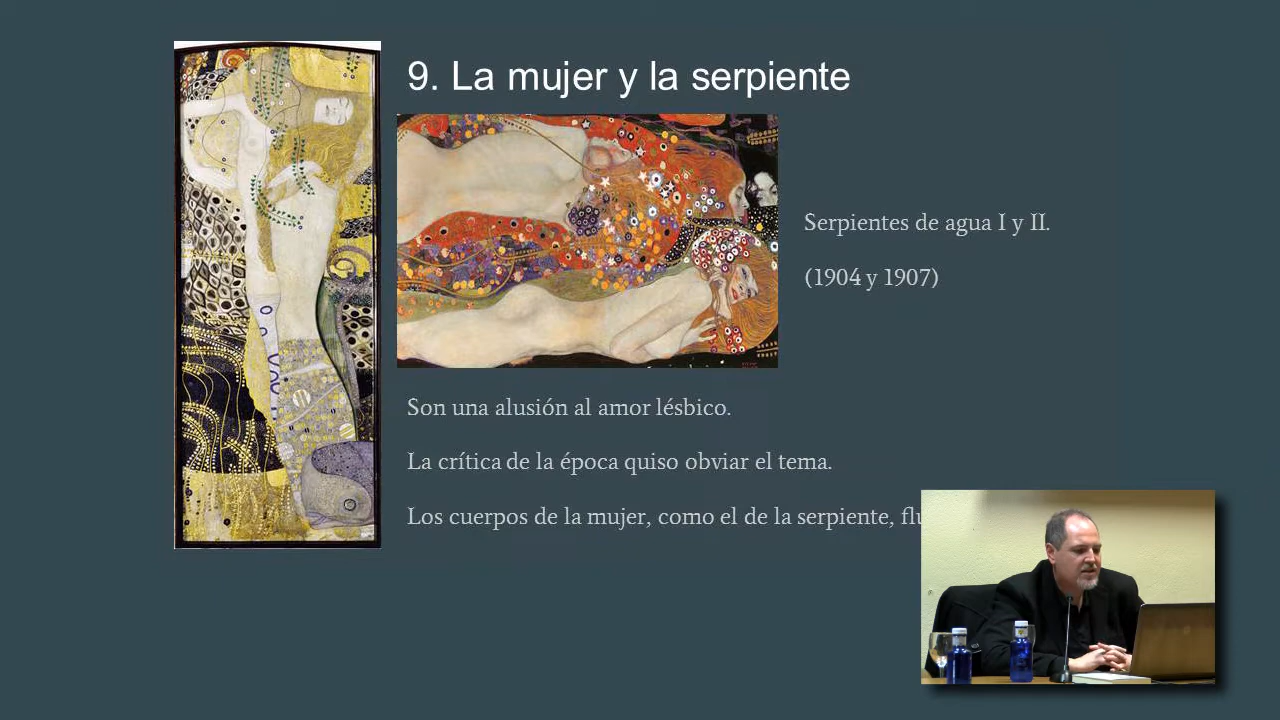 9. La mujer y la serpiente
Serpientes de agua I y II.
(1904 y 1907)
Son una alusión al amor lésbico.
La crítica de la época quiso obviar el tema.
Los cuerpos de la mujer, como el de la serpiente,